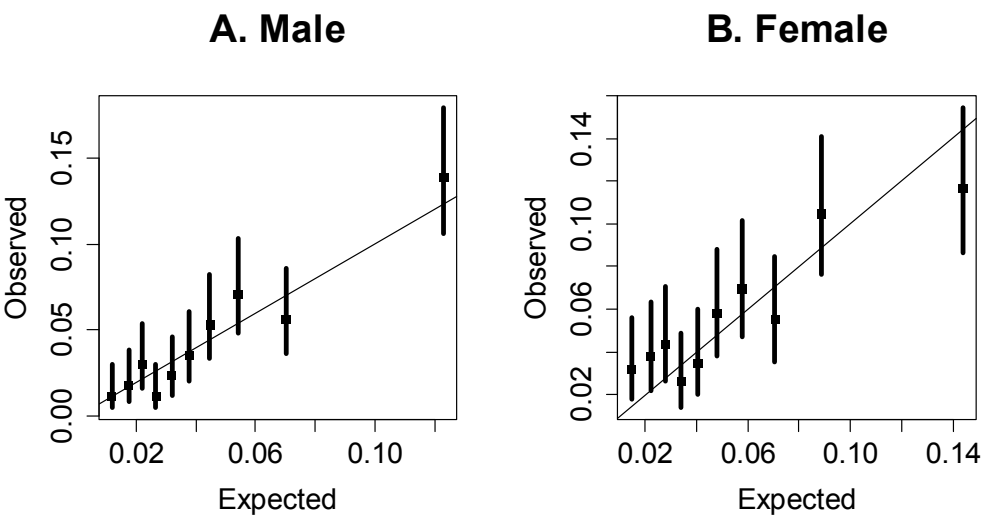 A. Male
Observed
0.15
0.10
0.05
0.00
0.02 0.06 0.10
Expected
B. Female
Observed
0.14
0.10
0.06
0.02
0.02 0.06 0.10 0.14
Expected